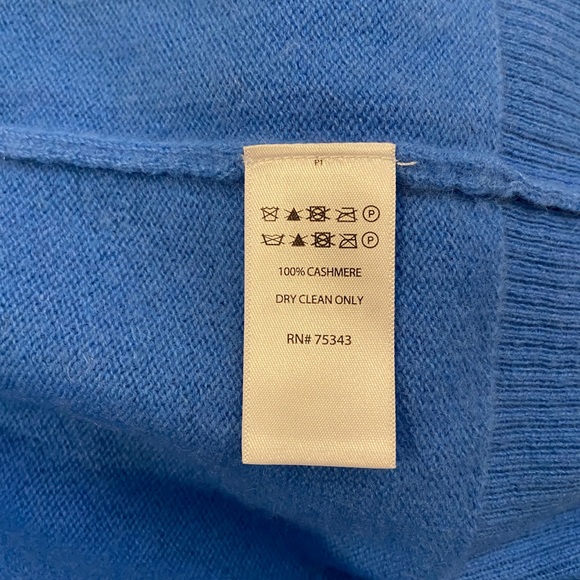 P1
P
P
100% CASHMERE
DRY CLEAN ONLY
RN# 75343